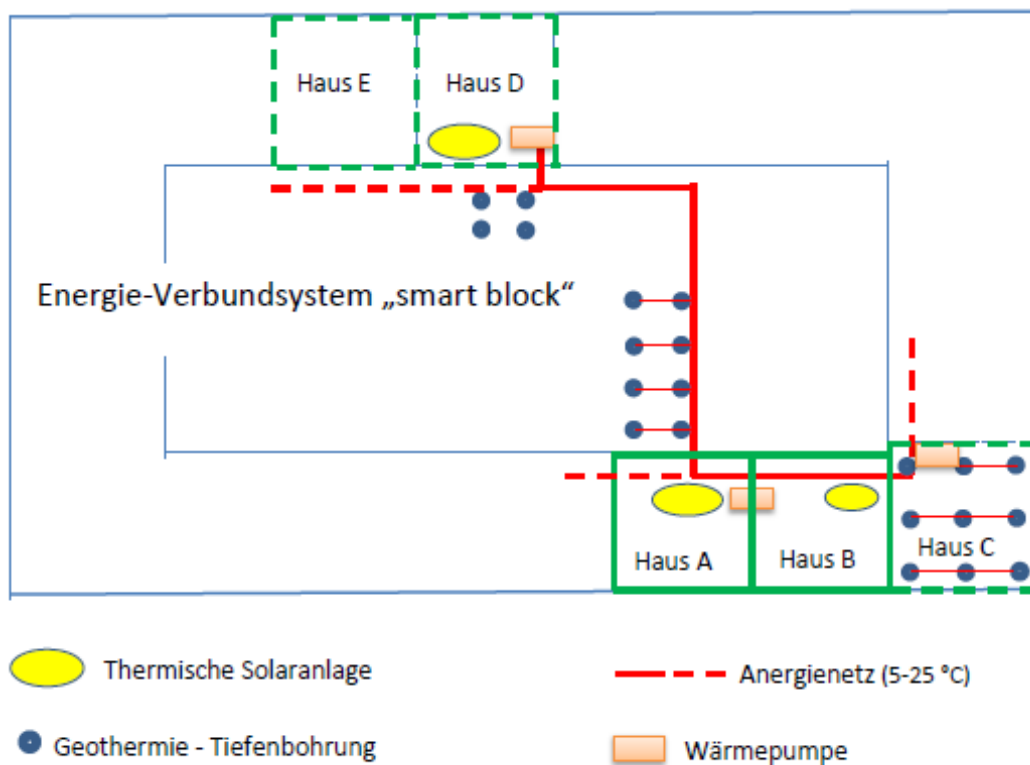 Haus E
Haus D
Energie-Verbundsystem „smart block“
Haus A
Haus B
Haus C
Thermische Solaranlage
Anergienetz (5-25 °C)
Geothermie - Tiefenbohrung
Wärmepumpe